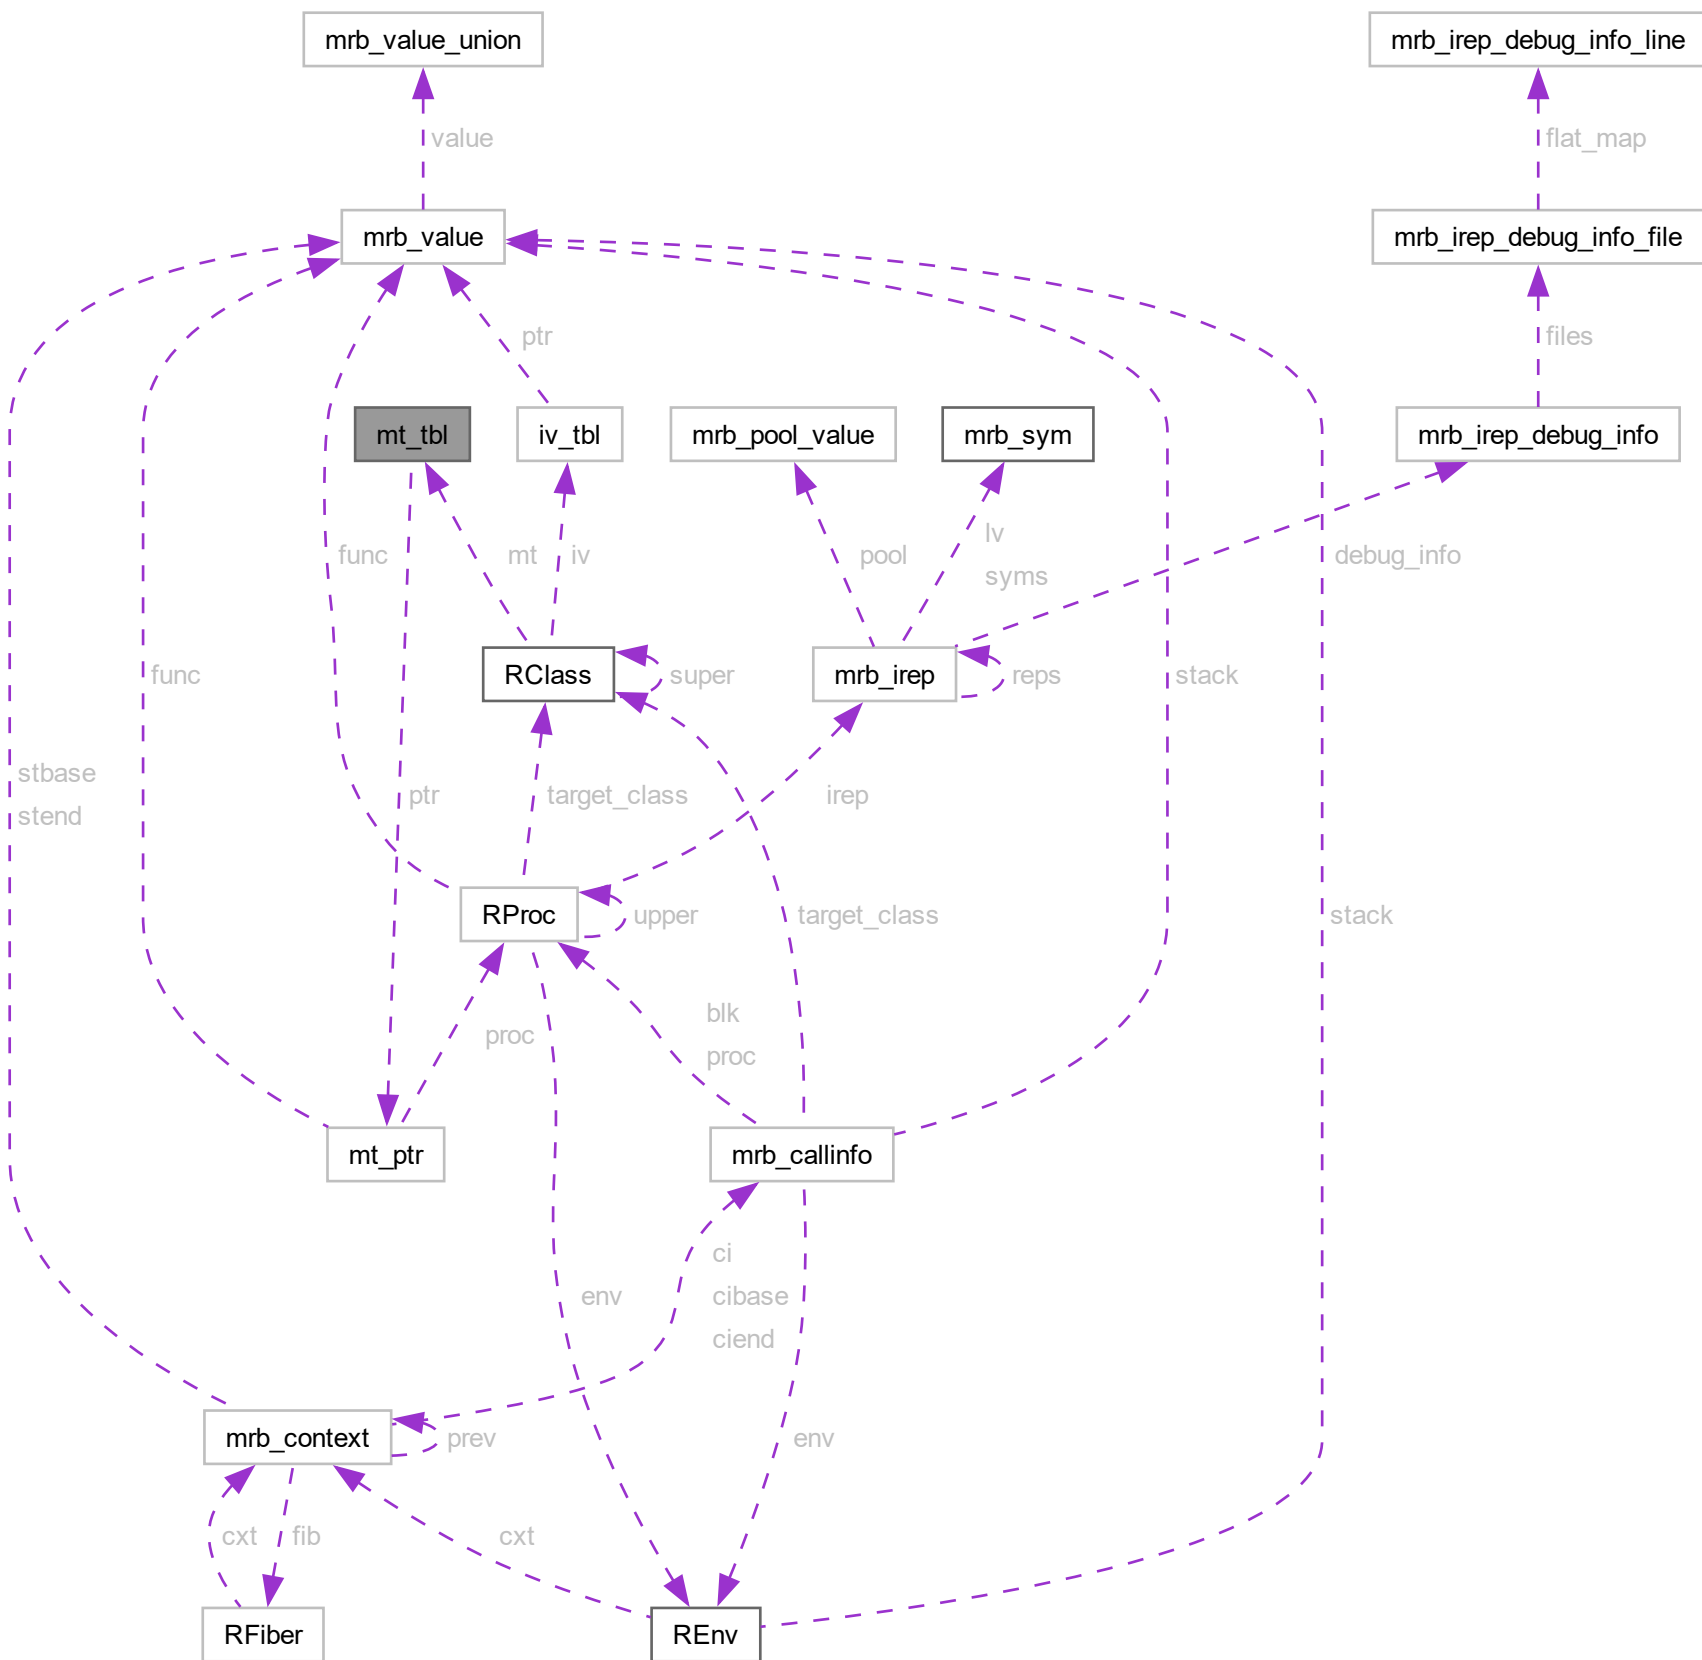 mrb_value_union
mrb_irep_debug_info_line
value
flat_map
mrb_value
mrb_irep_debug_info_file
ptr
files
mt_tbl
iv_tbl
mrb_pool_value
mrb_sym
mrb_irep_debug_info
func
mt
iv
pool
lv
syms
debug_info
func
RClass
super
mrb_irep
reps
stack
stbase
stend
ptr
target_class
irep
RProc
upper
target_class
stack
proc
blk
proc
mt_ptr
mrb_callinfo
env
ci
cibase
ciend
mrb_context
prev
env
cxt
fib
cxt
RFiber
REnv